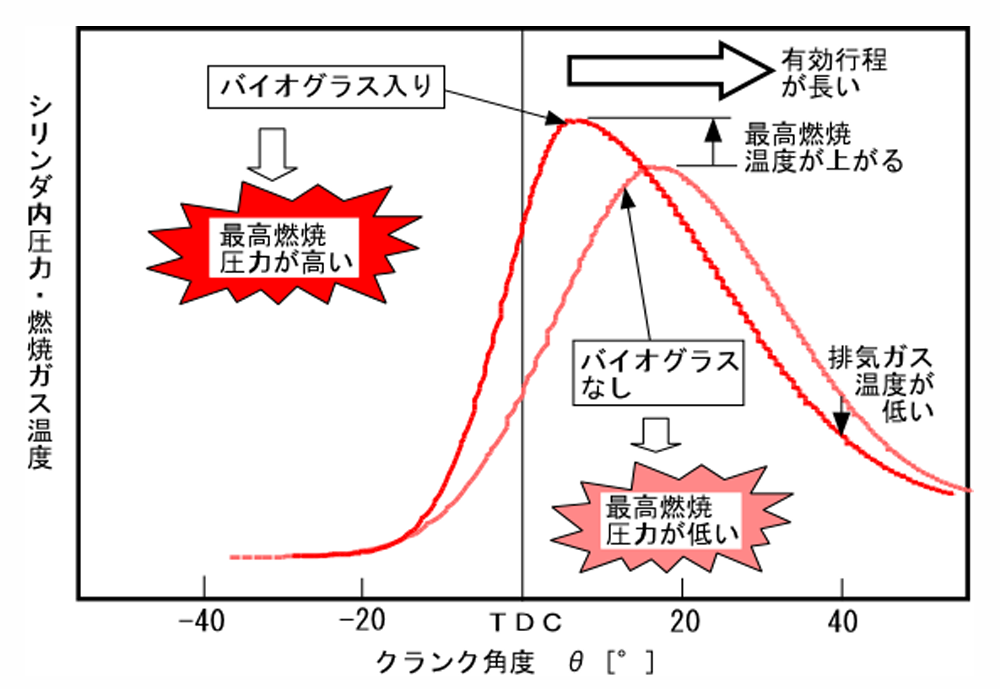 シリンダ内圧力・燃焼ガス温度
バイオグラス入り
有効行程
が長い
最高燃焼
温度が上がる
最高燃焼
圧力が高い
バイオグラス
なし
排気ガス
温度が
低い
最高燃焼
圧力が低い
-40
-20
TDC
20
40
クランク角度 θ [°]